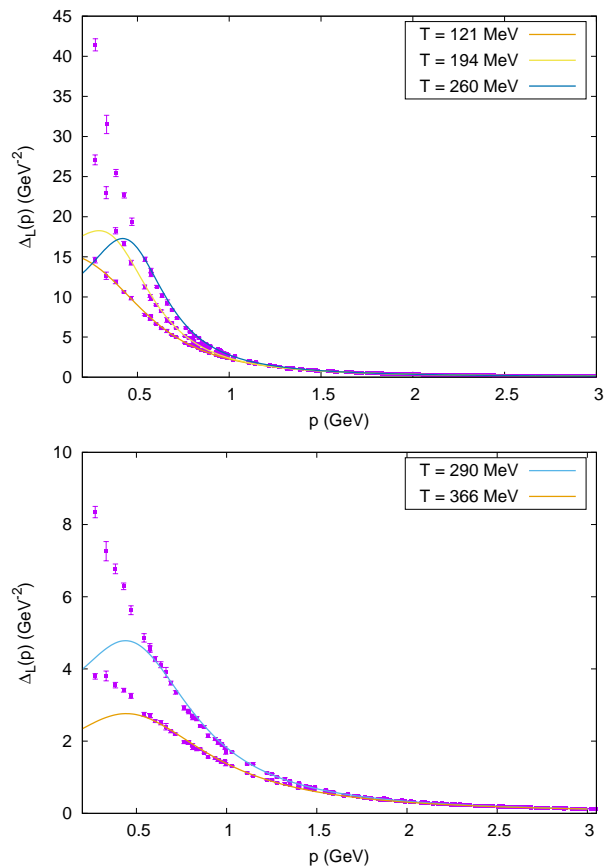 45
40
35
30
25
20
15
10
5
0
Δ_L(p) (GeV⁻²)
T = 121 MeV
T = 194 MeV
T = 260 MeV
0.5 1 1.5 2 2.5 3
p (GeV)
10
8
6
4
2
0
Δ_L(p) (GeV⁻²)
T = 290 MeV
T = 366 MeV
0.5 1 1.5 2 2.5 3
p (GeV)